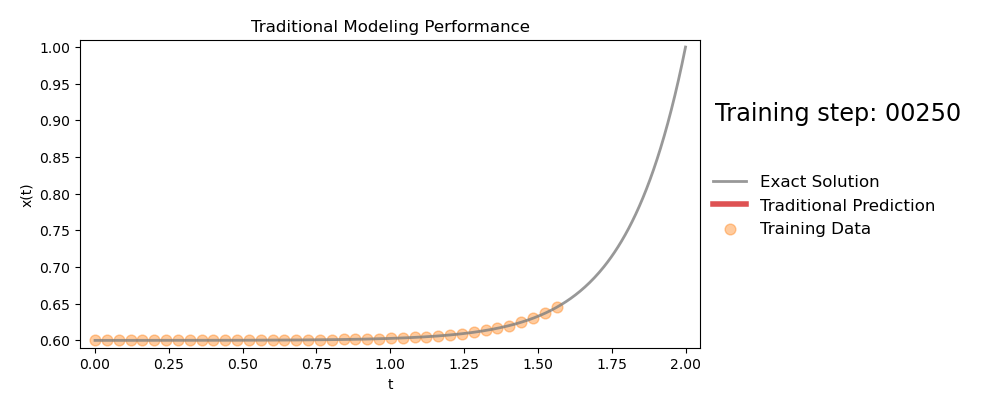 Traditional Modeling Performance
1.00
0.95
0.90
0.85
0.80
0.75
0.70
0.65
0.60
x(t)
0.00 0.25 0.50 0.75 1.00 1.25 1.50 1.75 2.00
t
Training step: 00250
Exact Solution
Traditional Prediction
Training Data